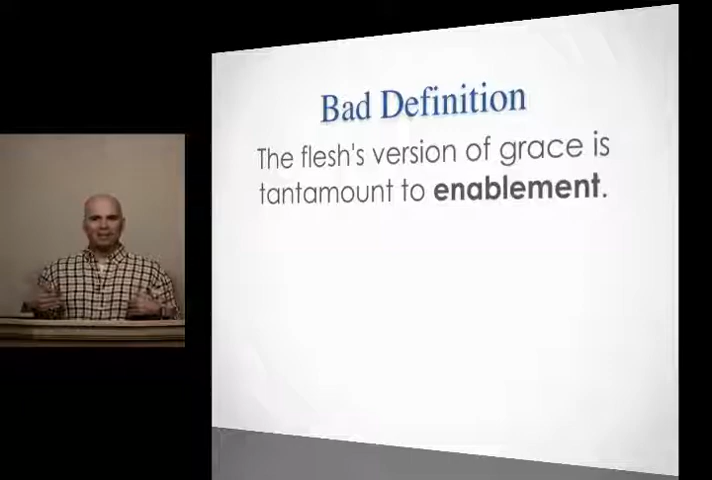 Bad Definition
The flesh's version of grace is
tantamount to enablement.